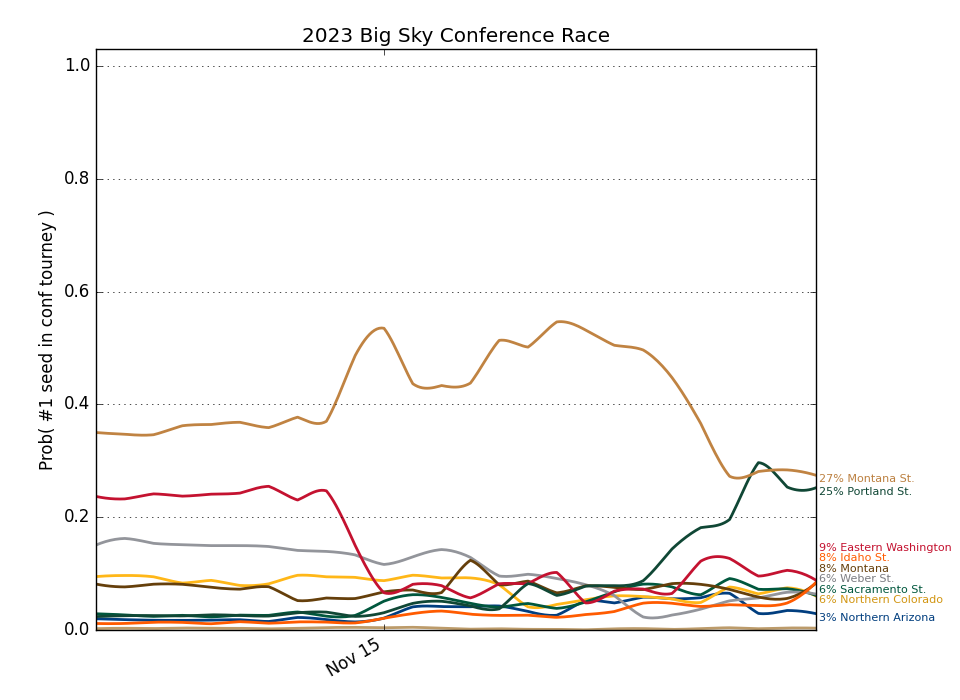 2023 Big Sky Conference Race
Prob( #1 seed in conf tourney )
1.0
0.8
0.6
0.4
0.2
0.0
Nov 15
27% Montana St.
25% Portland St.
9% Eastern Washington
8% Idaho St.
8% Montana
6% Weber St.
6% Sacramento St.
6% Northern Colorado
3% Northern Arizona